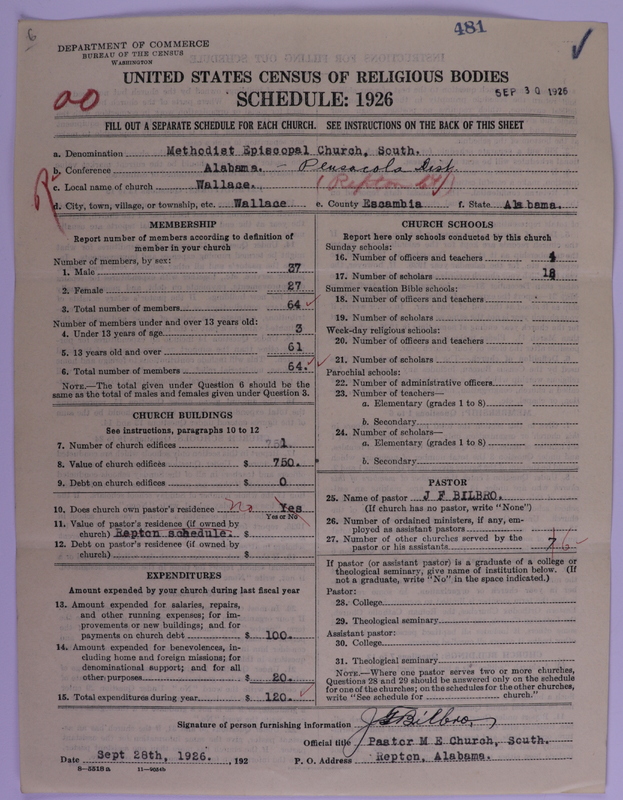 6
481
DEPARTMENT OF COMMERCE
BUREAU OF THE CENSUS
WASHINGTON
UNITED STATES CENSUS OF RELIGIOUS BODIES
SCHEDULE: 1926
SEP 30 1926
FILL OUT A SEPARATE SCHEDULE FOR EACH CHURCH. SEE INSTRUCTIONS ON THE BACK OF THIS SHEET
a. Denomination Methodist Episcopal Church, South.
b. Conference Alabama. - Pensacola Dist.
c. Local name of church Wallace. (Repton Ct)
d. City, town, village, or township, etc. Wallace e. County Escambia f. State Alabama.
MEMBERSHIP
Report number of members according to definition of
member in your church
Number of members, by sex:
1. Male 37
2. Female 27
3. Total number of members 64
Number of members under and over 13 years old:
4. Under 13 years of age 3
5. 13 years old and over 61
6. Total number of members 64.
NOTE.—The total given under Question 6 should be the
same as the total of males and females given under Question 3.
CHURCH BUILDINGS
See instructions, paragraphs 10 to 12
7. Number of church edifices 1
8. Value of church edifices $ 750.
9. Debt on church edifices $ 0
10. Does church own pastor's residence no Yes
Yes or No
11. Value of pastor's residence (if owned by
church) Repton schedule. $
12. Debt on pastor's residence (if owned by
church) $
EXPENDITURES
Amount expended by your church during last fiscal year
13. Amount expended for salaries, repairs,
and other running expenses; for im-
provements or new buildings; and for
payments on church debt $ 100.
14. Amount expended for benevolences, in-
cluding home and foreign missions; for
denominational support; and for all
other purposes $ 20.
15. Total expenditures during year $ 120.
CHURCH SCHOOLS
Report here only schools conducted by this church
Sunday schools:
16. Number of officers and teachers 4
17. Number of scholars 18
Summer vacation Bible schools:
18. Number of officers and teachers
19. Number of scholars
Week-day religious schools:
20. Number of officers and teachers
21. Number of scholars
Parochial schools:
22. Number of administrative officers
23. Number of teachers—
a. Elementary (grades 1 to 8)
b. Secondary
24. Number of scholars—
a. Elementary (grades 1 to 8)
b. Secondary
PASTOR
25. Name of pastor J F BILBRO.
(If church has no pastor, write "None")
26. Number of ordained ministers, if any, em-
ployed as assistant pastors
27. Number of other churches served by the
pastor or his assistants 7 6
If pastor (or assistant pastor) is a graduate of a college or
theological seminary, give name of institution below. (If
not a graduate, write "No" in the space indicated.)
Pastor:
28. College
29. Theological seminary
Assistant pastor:
30. College
31. Theological seminary
NOTE.—Where one pastor serves two or more churches,
Questions 28 and 29 should be answered only on the schedule
for one of the churches; on the schedules for the other churches,
write "See schedule for church."
Signature of person furnishing information J F Bilbro,
Official title Pastor M E Church, South.
Date Sept 28th, 1926. , 192 P. O. Address Repton, Alabama.
8—5518a 11—9034b